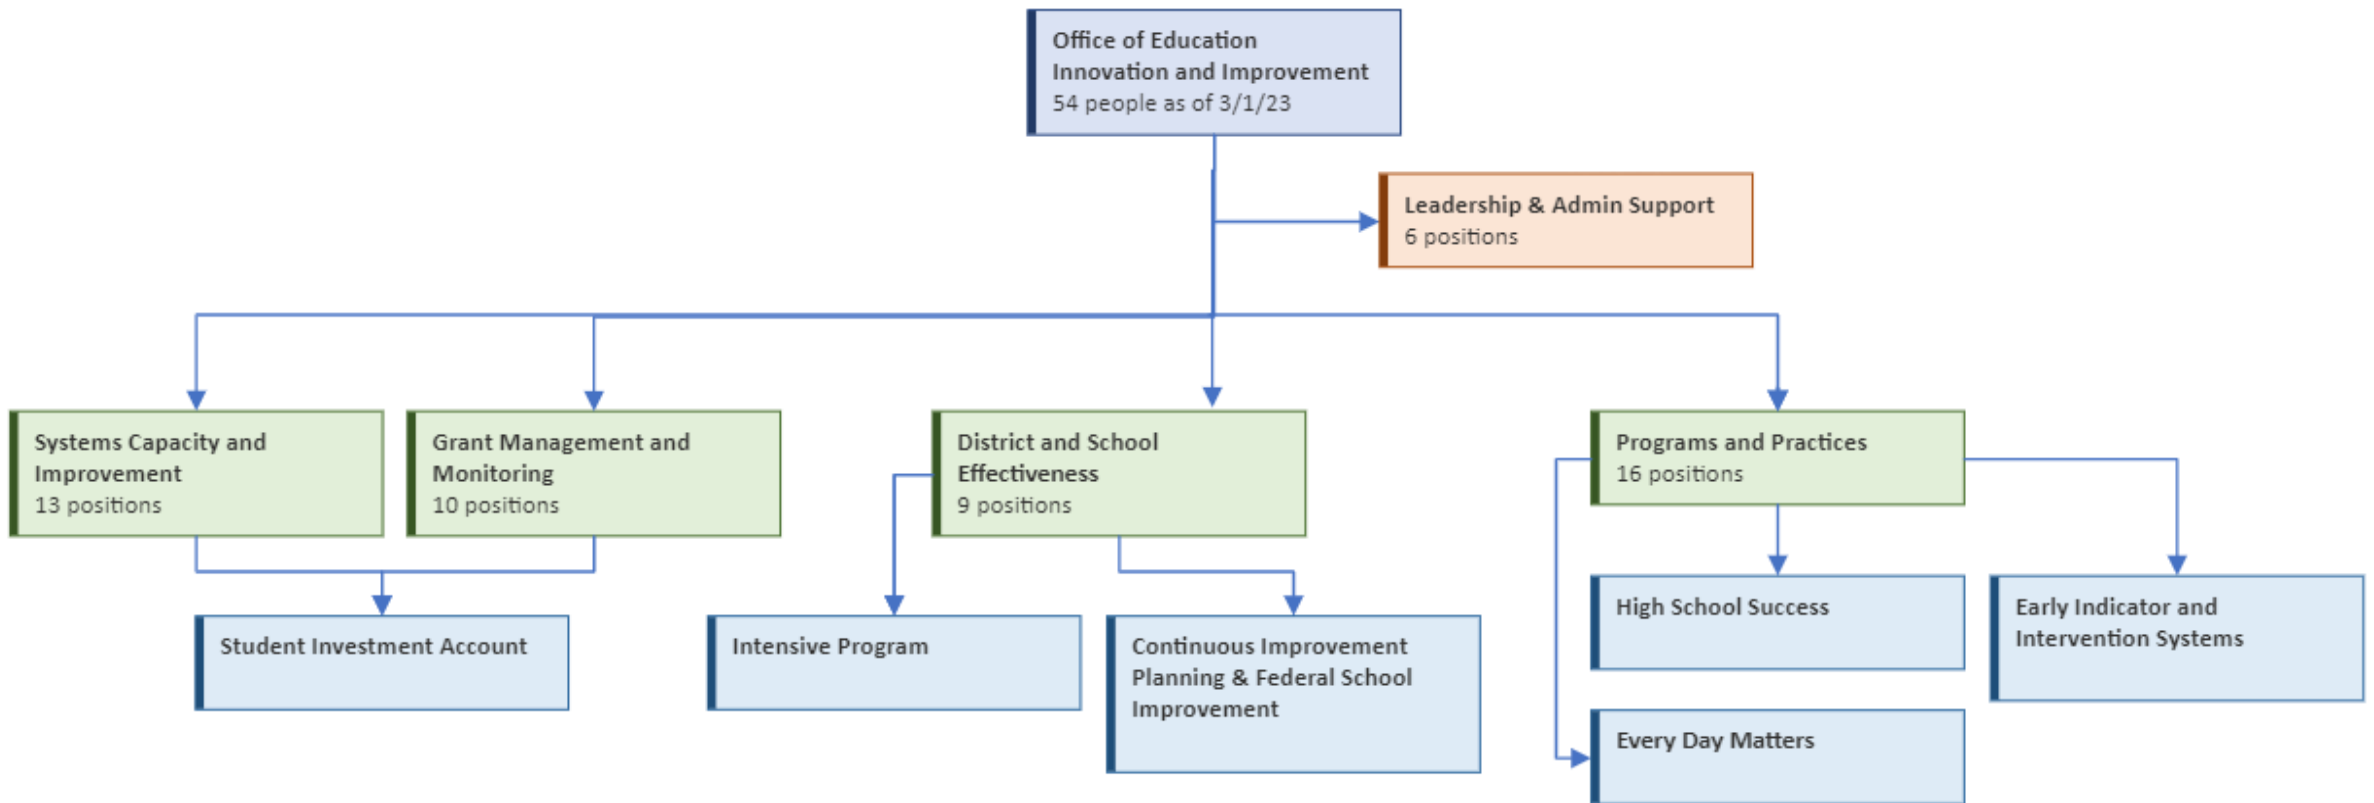 Office of Education
Innovation and Improvement
54 people as of 3/1/23
Leadership & Admin Support
6 positions
Systems Capacity and
Improvement
13 positions
Grant Management and
Monitoring
10 positions
District and School
Effectiveness
9 positions
Programs and Practices
16 positions
Student Investment Account
Intensive Program
Continuous Improvement
Planning & Federal School
Improvement
High School Success
Early Indicator and
Intervention Systems
Every Day Matters